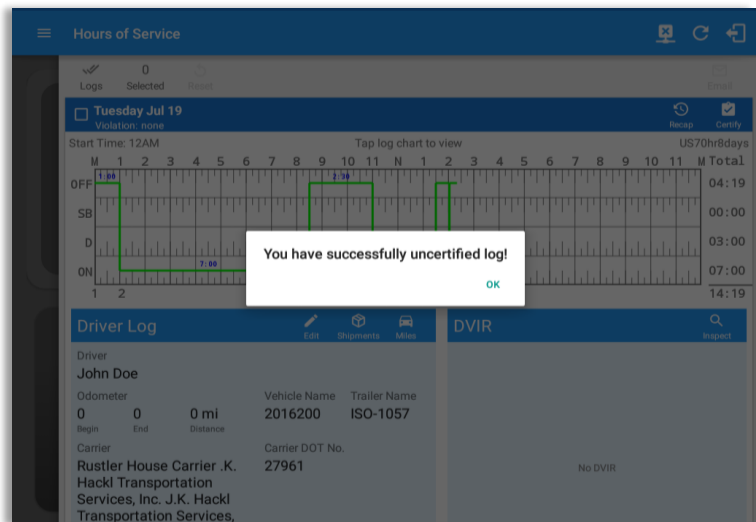 Hours of Service
Logs
0
Selected
Reset
Email
Tuesday Jul 19
Violation: none
Recap
Certify
Start Time: 12AM
Tap log chart to view
US70hr8days
M 1 2 3 4 5 6 7 8 9 10 11 N 1 2 3 4 5 6 7 8 9 10 11 M Total
OFF 1:00 2:30 04:19
SB 00:00
D 03:00
ON 7:00 07:00
1 2 14:19
You have successfully uncertified log!
OK
Driver Log
Edit
Shipments
Miles
DVIR
Inspect
Driver
John Doe
Odometer
Vehicle Name
Trailer Name
0 0 0 mi
2016200
ISO-1057
Begin End Distance
Carrier
Carrier DOT No.
Rustler House Carrier .K.
27961
Hackl Transportation
Services, Inc. J.K. Hackl
Transportation Services,
No DVIR